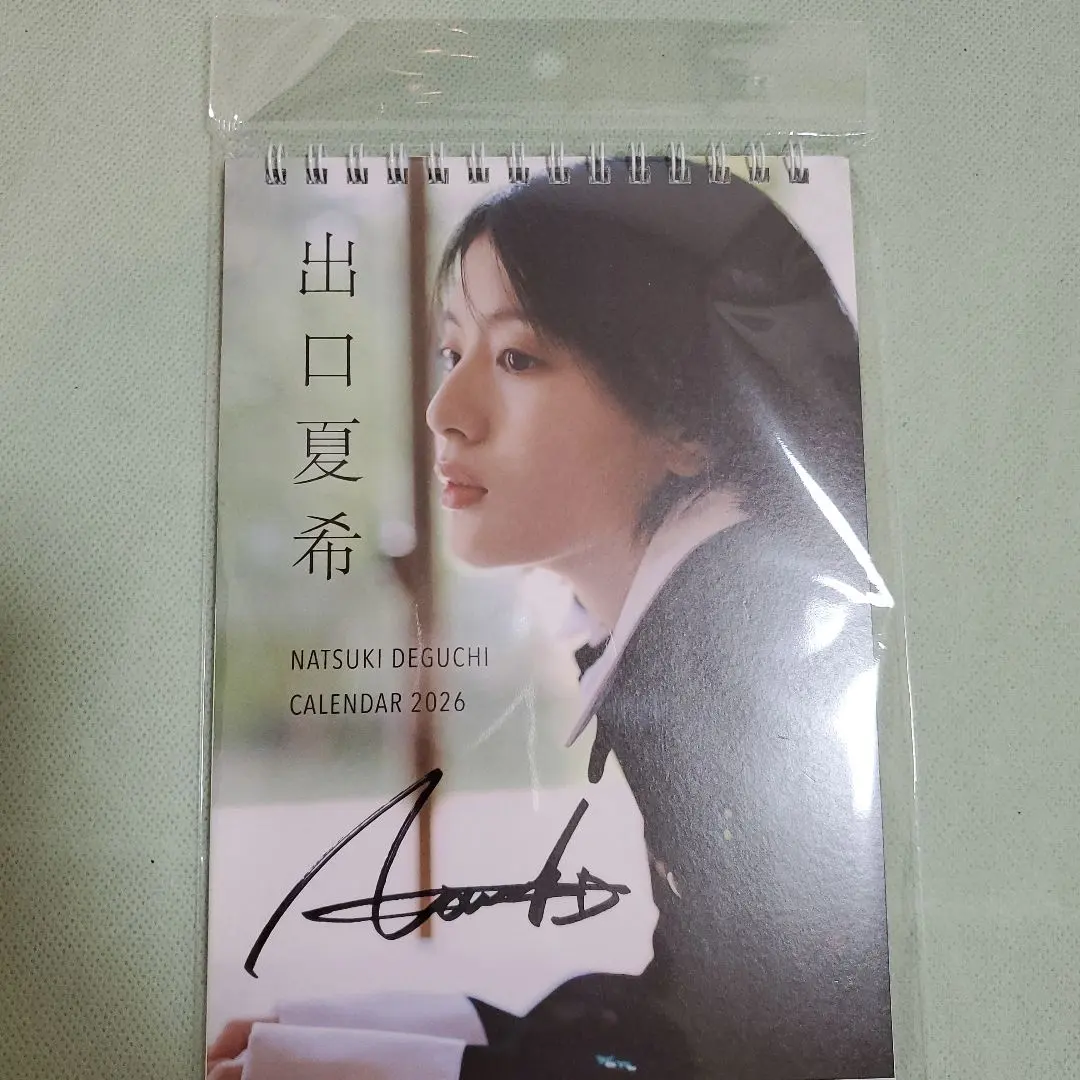 出口夏希
NATSUKI DEGUCHI
CALENDAR 2026